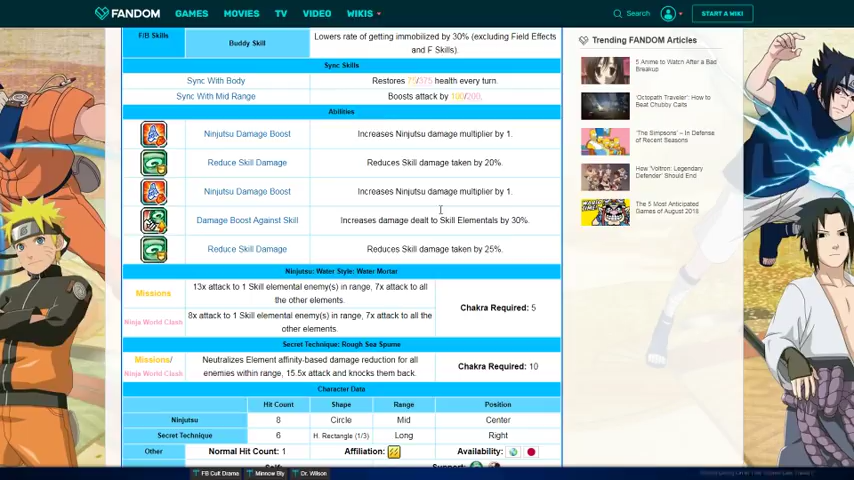 FANDOM GAMES MOVIES TV VIDEO WIKIS Search START A WIKI
F/B Skills
Buddy Skill
Lowers rate of getting immobilized by 30% (excluding Field Effects
and F Skills).
Sync Skills
Sync With Body Restores 75/375 health every turn.
Sync With Mid Range Boosts attack by 100/200.
Abilities
Ninjutsu Damage Boost Increases Ninjutsu damage multiplier by 1.
Reduce Skill Damage Reduces Skill damage taken by 20%.
Ninjutsu Damage Boost Increases Ninjutsu damage multiplier by 1.
Damage Boost Against Skill Increases damage dealt to Skill Elementals by 30%.
Reduce Skill Damage Reduces Skill damage taken by 25%.
Ninjutsu: Water Style: Water Mortar
Missions
13x attack to 1 Skill elemental enemy(s) in range, 7x attack to all
the other elements.
Chakra Required: 5
Ninja World Clash
8x attack to 1 Skill elemental enemy(s) in range, 7x attack to all the
other elements.
Secret Technique: Rough Sea Spume
Missions/
Ninja World Clash
Neutralizes Element affinity-based damage reduction for all
enemies within range, 15.5x attack and knocks them back.
Chakra Required: 10
Character Data
Hit Count Shape Range Position
Ninjutsu 8 Circle Mid Center
Secret Technique 6 H. Rectangle (1/3) Long Right
Other Normal Hit Count: 1 Affiliation: Availability:
Support:
Trending FANDOM Articles
5 Anime to Watch After a Bad
Breakup
'Octopath Traveler': How to
Beat Chubby Caits
'The Simpsons' – In Defense
of Recent Seasons
How 'Voltron: Legendary
Defender' Should End
The 5 Most Anticipated
Games of August 2018
FB Cult Drama Minnow Bly Dr. Wilson